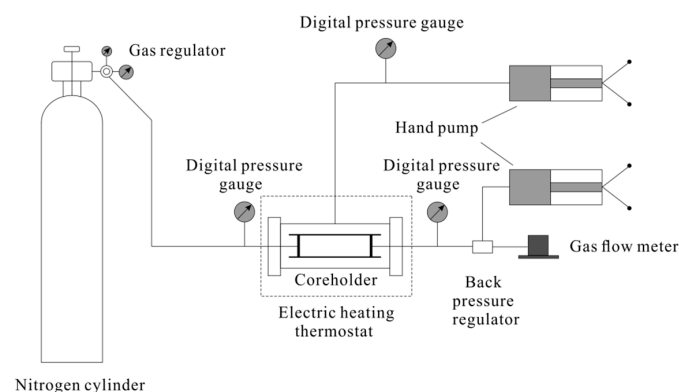 Digital pressure gauge
Gas regulator
Hand pump
Digital pressure
gauge
Digital pressure
gauge
Gas flow meter
Coreholder
Back
pressure
regulator
Electric heating
thermostat
Nitrogen cylinder